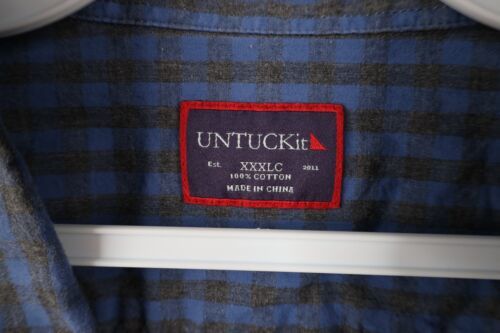 UNTUCKit
Est. XXXLC 2011
100% COTTON
MADE IN CHINA